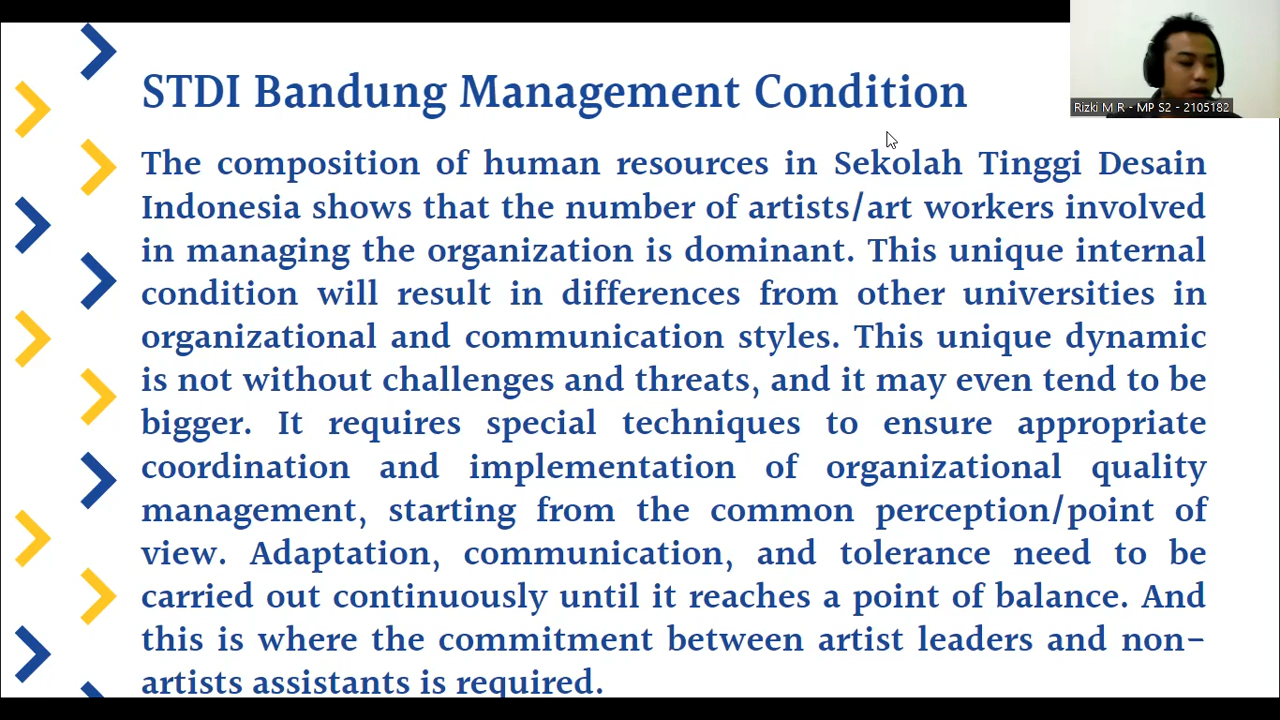 STDI Bandung Management Condition
Rizki M R - MP S2 - 2105182
The composition of human resources in Sekolah Tinggi Desain
Indonesia shows that the number of artists/art workers involved
in managing the organization is dominant. This unique internal
condition will result in differences from other universities in
organizational and communication styles. This unique dynamic
is not without challenges and threats, and it may even tend to be
bigger. It requires special techniques to ensure appropriate
coordination and implementation of organizational quality
management, starting from the common perception/point of
view. Adaptation, communication, and tolerance need to be
carried out continuously until it reaches a point of balance. And
this is where the commitment between artist leaders and non-
artists assistants is required.